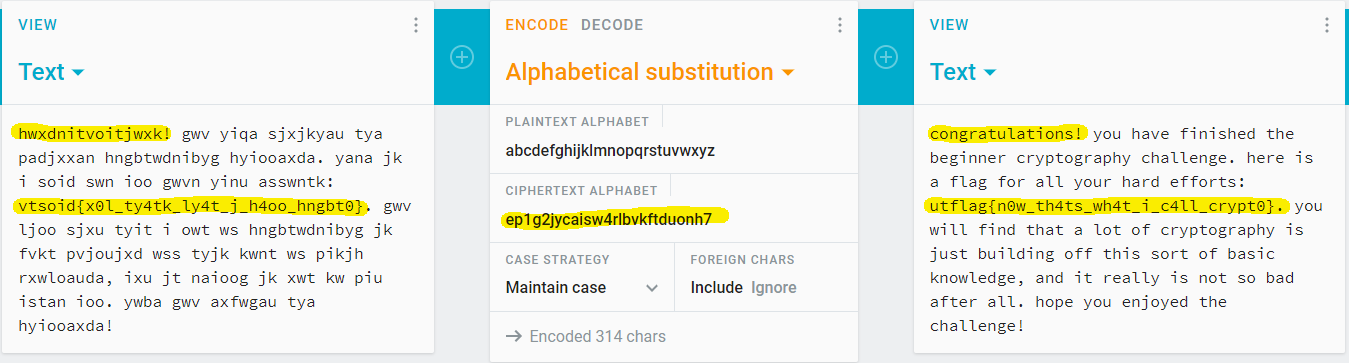 VIEW
Text
hwxdnitvoitjwxk! gwv yiqa sjxjkyau tya
padjxxan hngbtwdnibyg hyiooaxda. yana jk
i soid swn ioo gwvn yinu asswntk:
vtsoid{x0l_ty4tk_ly4t_j_h4oo_hngbt0}. gwv
ljoo sjxu tyit i owt ws hngbtwdnibyg jk
fvkt pvjoujxd wss tyjk kwnt ws pikjh
rxwloauda, ixu jt naioog jk xwt kw piu
istan ioo. ywba gwv axfwgau tya
hyiooaxda!
ENCODE DECODE
Alphabetical substitution
PLAINTEXT ALPHABET
abcdefghijklmnopqrstuvwxyz
CIPHERTEXT ALPHABET
ep1g2jycaisw4rlbvkftduonh7
CASE STRATEGY
Maintain case
FOREIGN CHARS
Include Ignore
→ Encoded 314 chars
VIEW
Text
congratulations! you have finished the
beginner cryptography challenge. here is
a flag for all your hard efforts:
utflag{n0w_th4ts_wh4t_i_c4ll_crypt0}. you
will find that a lot of cryptography is
just building off this sort of basic
knowledge, and it really is not so bad
after all. hope you enjoyed the
challenge!